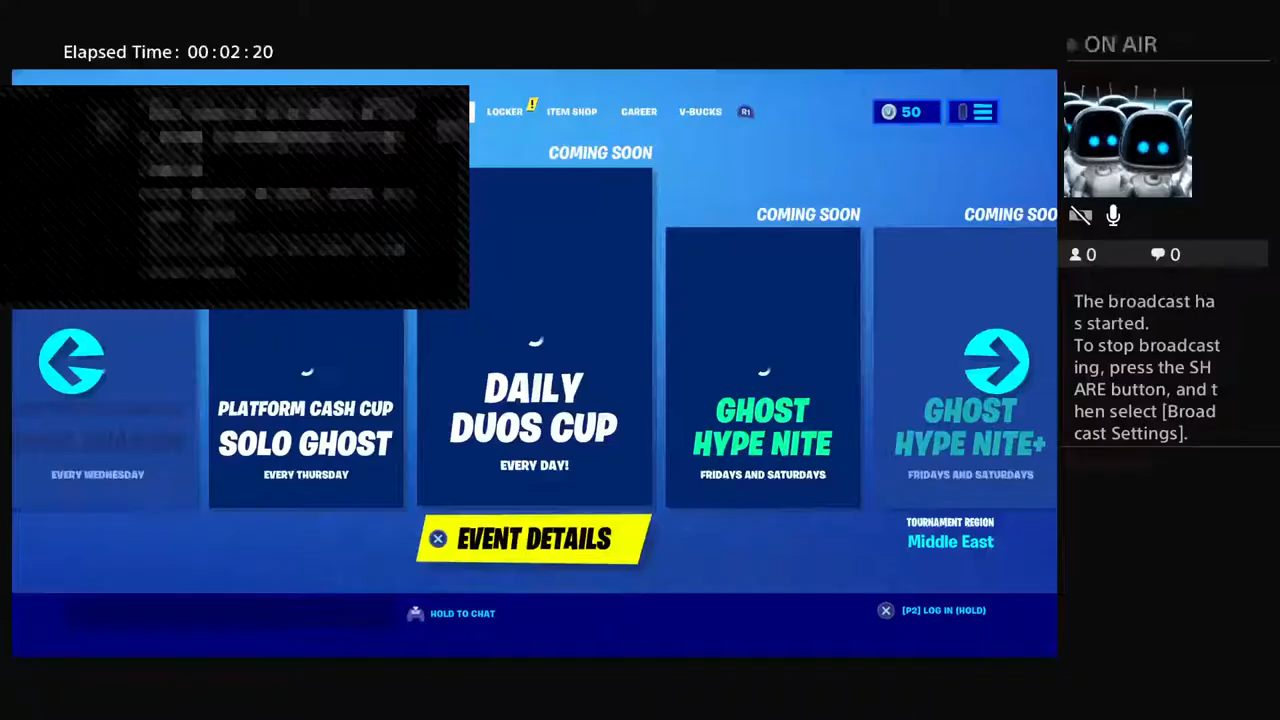 Elapsed Time: 00:02:20
ON AIR
LOCKER
ITEM SHOP
CAREER
V-BUCKS
R1
50
COMING SOON
COMING SOON
COMING SOO
0
0
The broadcast ha
s started.
To stop broadcast
ing, press the SH
ARE button, and t
hen select [Broad
cast Settings].
EVERY WEDNESDAY
PLATFORM CASH CUP
SOLO GHOST
EVERY THURSDAY
DAILY
DUOS CUP
EVERY DAY!
GHOST
HYPE NITE
FRIDAYS AND SATURDAYS
GHOST
HYPE NITE+
FRIDAYS AND SATURDAYS
EVENT DETAILS
TOURNAMENT REGION
Middle East
HOLD TO CHAT
[P2] LOG IN (HOLD)